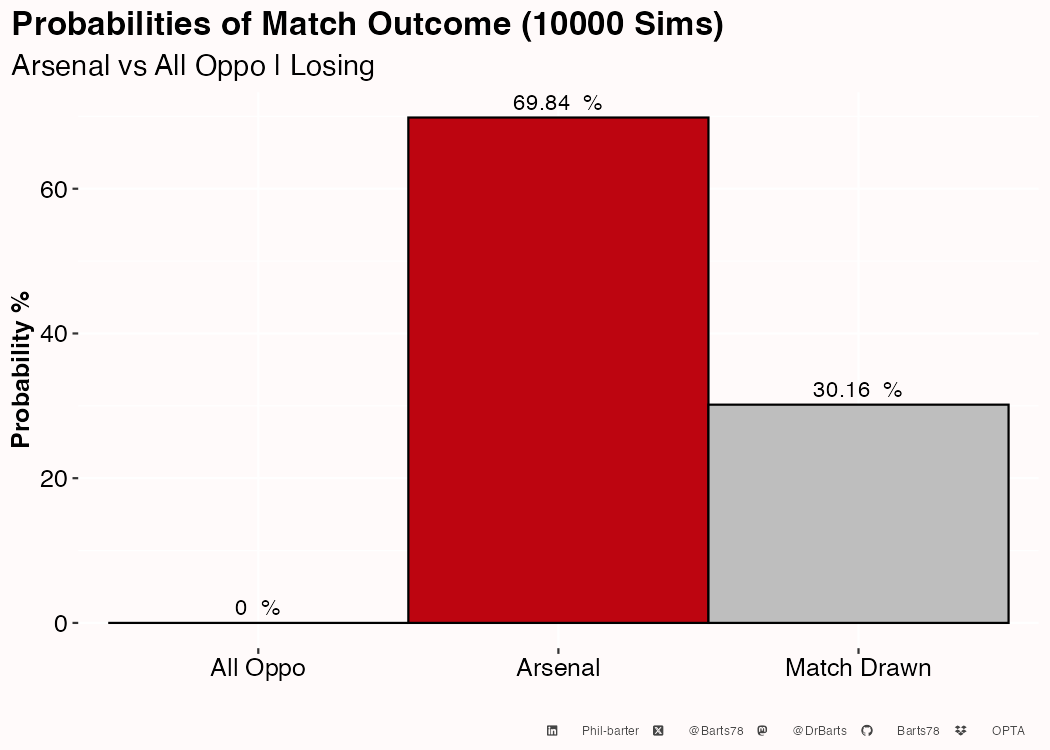 Probabilities of Match Outcome (10000 Sims)
Arsenal vs All Oppo | Losing
69.84 %
60
Probability %
40
30.16 %
20
0 %
0
All Oppo Arsenal Match Drawn
Phil-barter @Barts78 @DrBarts Barts78 OPTA